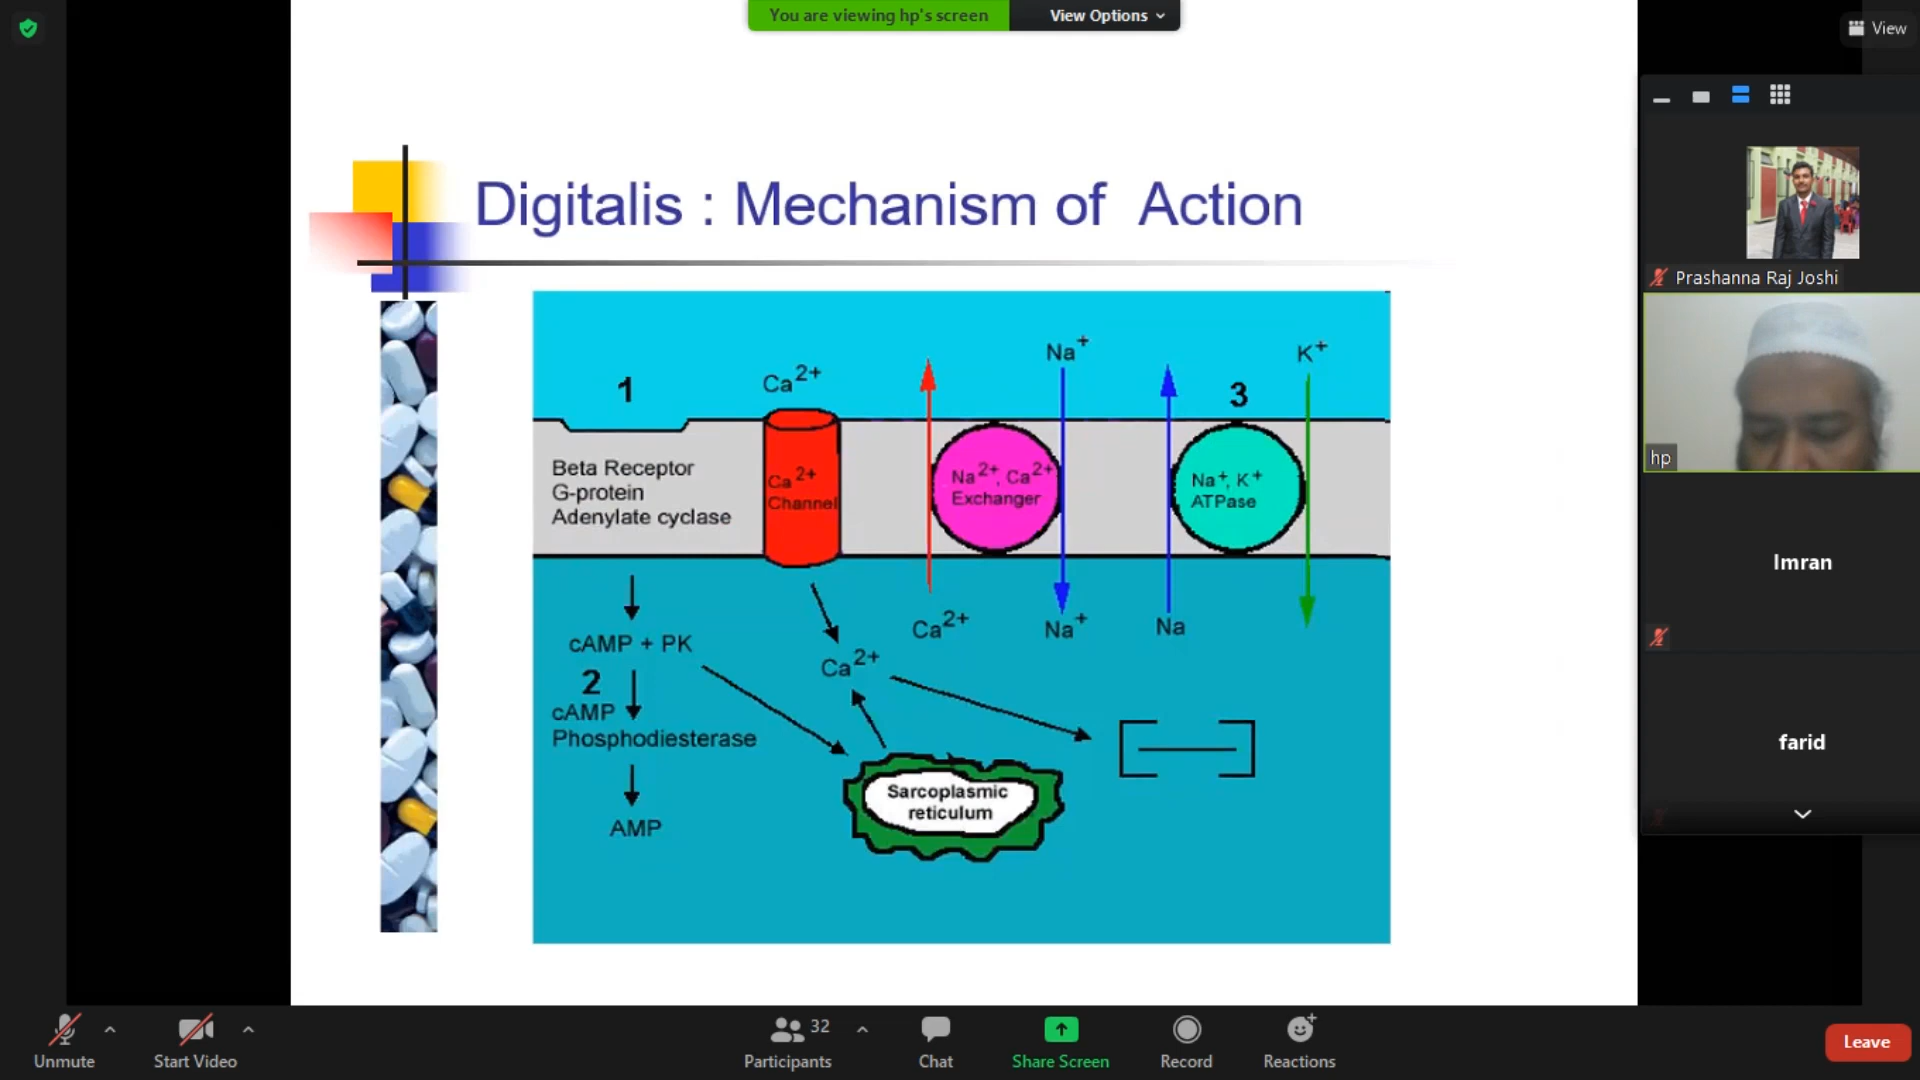 You are viewing hp's screen
View Options
View
Digitalis : Mechanism of Action
Prashanna Raj Joshi
hp
Imran
farid
1
Ca2+
Na+
3
K+
Beta Receptor
G-protein
Adenylate cyclase
Ca2+
Channel
Na2+, Ca2+
Exchanger
Na+, K+
ATPase
Ca2+
Na+
Na
cAMP + PK
Ca2+
2
cAMP
Phosphodiesterase
AMP
Sarcoplasmic
reticulum
Unmute
Start Video
32
Participants
Chat
Share Screen
Record
Reactions
Leave